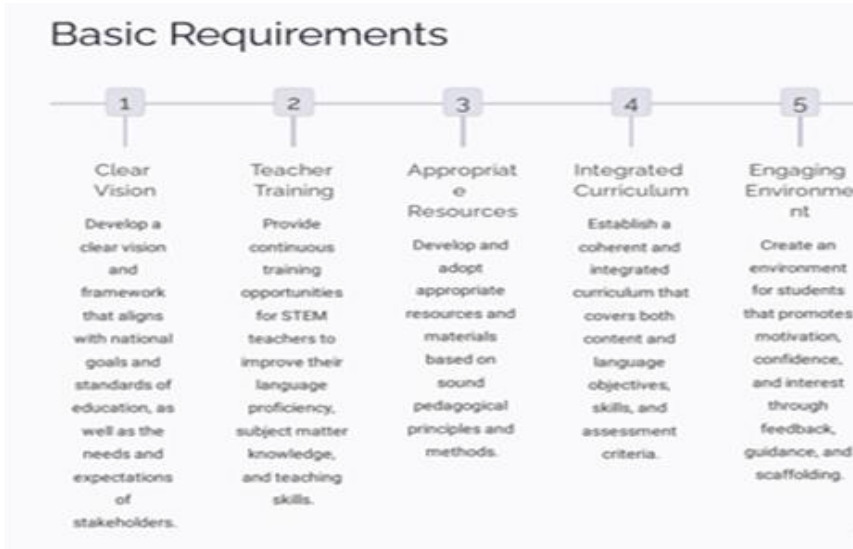 Basic Requirements
1
Clear
Vision
Develop a
clear vision
and
framework
that aligns
with national
goals and
standards of
education, as
well as the
needs and
expectations
of
stakeholders.
2
Teacher
Training
Provide
continuous
training
opportunities
for STEM
teachers to
improve their
language
proficiency,
subject matter
knowledge,
and teaching
skills.
3
Appropriat
e
Resources
Develop and
adopt
appropriate
resources and
materials
based on
sound
pedagogical
principles and
methods.
4
Integrated
Curriculum
Establish a
coherent and
integrated
curriculum that
covers both
content and
language
objectives,
skills, and
assessment
criteria.
5
Engaging
Environme
nt
Create an
environment
for students
that promotes
motivation,
confidence,
and interest
through
feedback,
guidance, and
scaffolding.